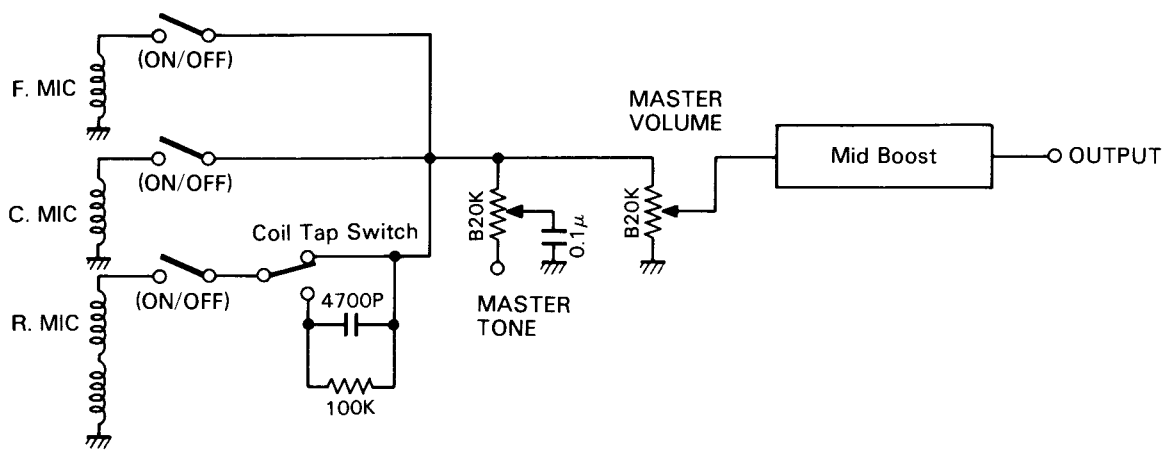 (ON/OFF)
F. MIC
MASTER
VOLUME
Mid Boost
OUTPUT
(ON/OFF)
C. MIC
B20K
0.1μ
B20K
Coil Tap Switch
(ON/OFF)
4700P
MASTER
TONE
R. MIC
100K